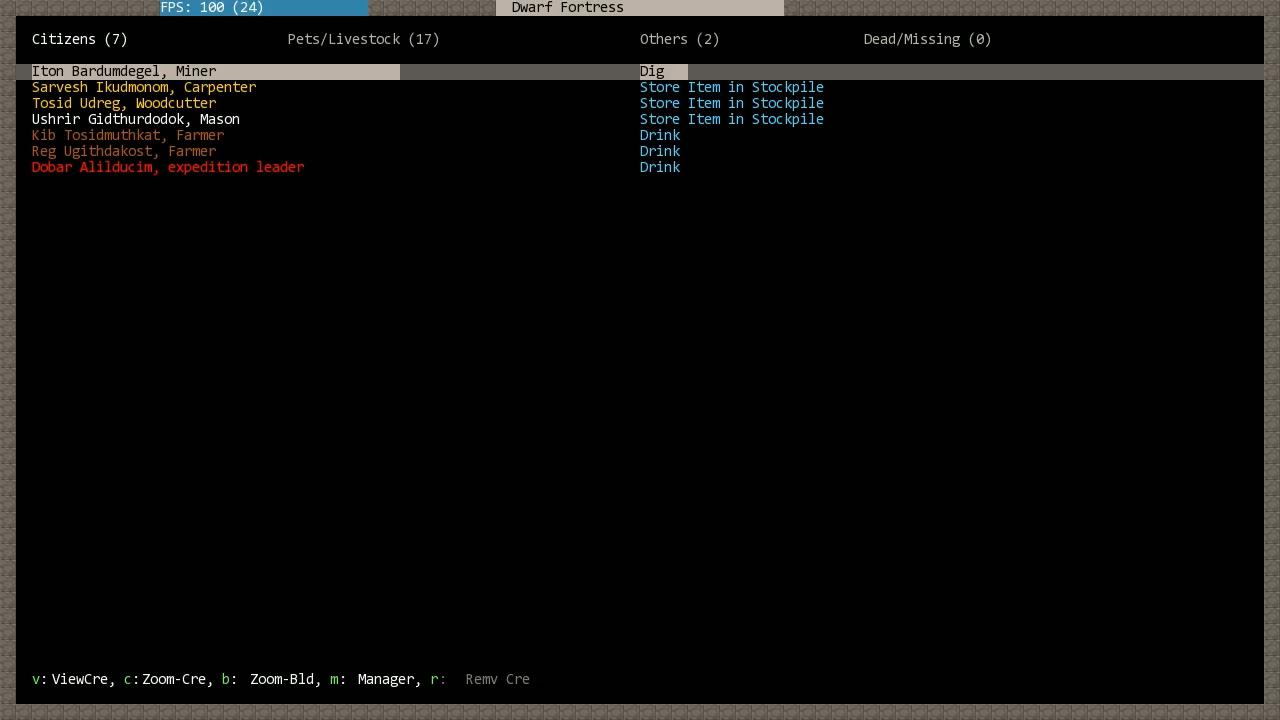 FPS: 100 (24) Dwarf Fortress
Citizens (7) Pets/Livestock (17) Others (2) Dead/Missing (0)
Iton Bardumdegel, Miner Dig
Sarvesh Ikudmonom, Carpenter Store Item in Stockpile
Tosid Udreg, Woodcutter Store Item in Stockpile
Ushrir Gidthurdodok, Mason Store Item in Stockpile
Kib Tosidmuthkat, Farmer Drink
Reg Ugithdakost, Farmer Drink
Dobar Alilducim, expedition leader Drink
v: ViewCre, c: Zoom-Cre, b: Zoom-Bld, m: Manager, r: Remv Cre